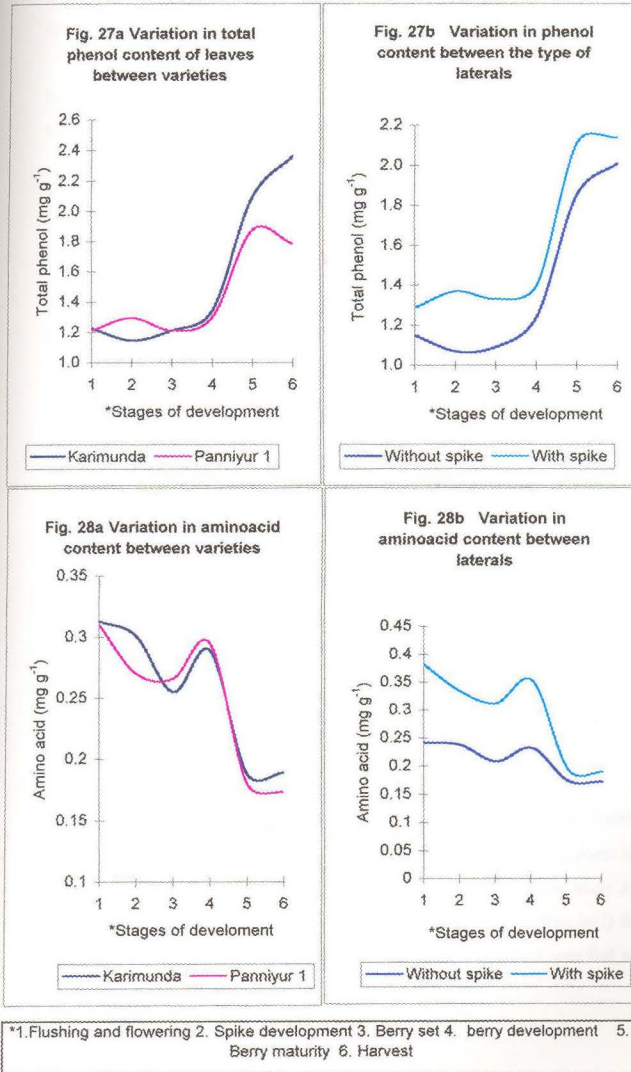 Fig. 27a Variation in total
phenol content of leaves
between varieties
Total phenol (mg g⁻¹)
2.6
2.4
2.2
2.0
1.8
1.6
1.4
1.2
1.0
1 2 3 4 5 6
*Stages of development
Karimunda Panniyur 1
Fig. 27b Variation in phenol
content between the type of
laterals
Total phenol (mg g⁻¹)
2.2
2.0
1.8
1.6
1.4
1.2
1.0
1 2 3 4 5 6
*Stages of development
Without spike With spike
Fig. 28a Variation in aminoacid
content between varieties
Amino acid (mg g⁻¹)
0.35
0.3
0.25
0.2
0.15
0.1
1 2 3 4 5 6
*Stages of develoment
Karimunda Panniyur 1
Fig. 28b Variation in
aminoacid content between
laterals
Amino acid (mg g⁻¹)
0.45
0.4
0.35
0.3
0.25
0.2
0.15
0.1
0.05
0
1 2 3 4 5 6
*Stages of development
Without spike With spike
*1.Flushing and flowering 2. Spike development 3. Berry set 4. berry development 5.
Berry maturity 6. Harvest